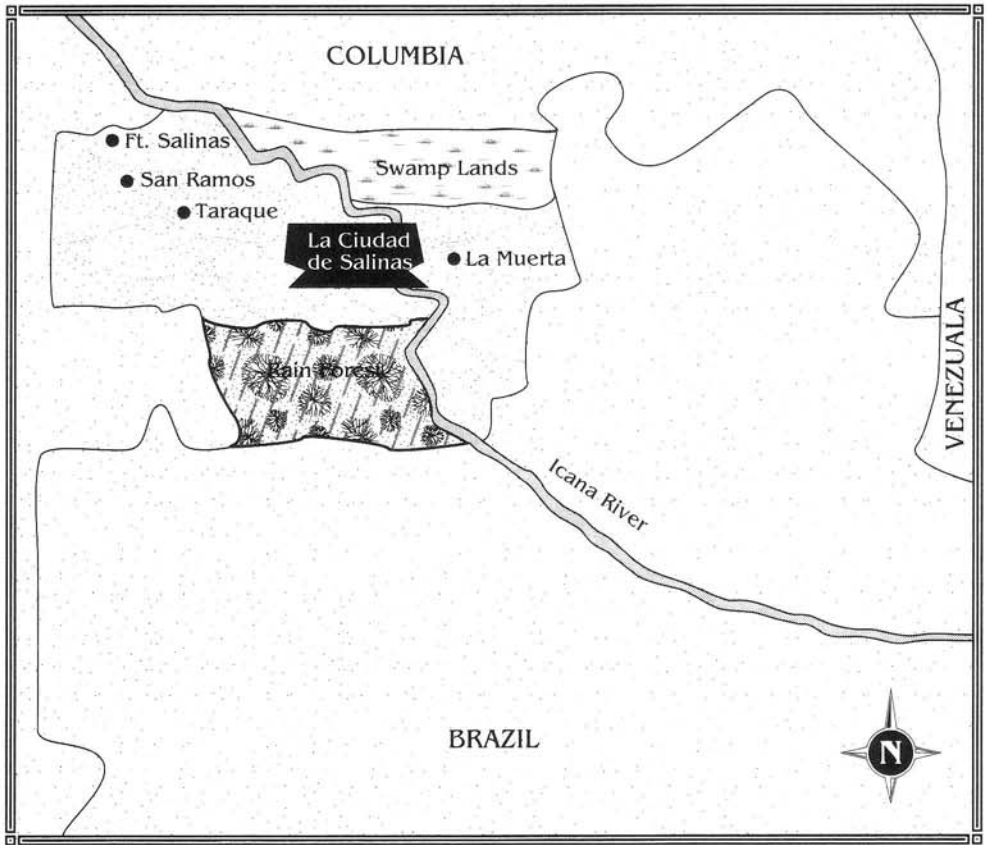 COLUMBIA
Ft. Salinas
Swamp Lands
San Ramos
Taraque
La Ciudad
de Salinas
La Muerta
Rain Forest
VENEZUALA
Icana River
BRAZIL
N